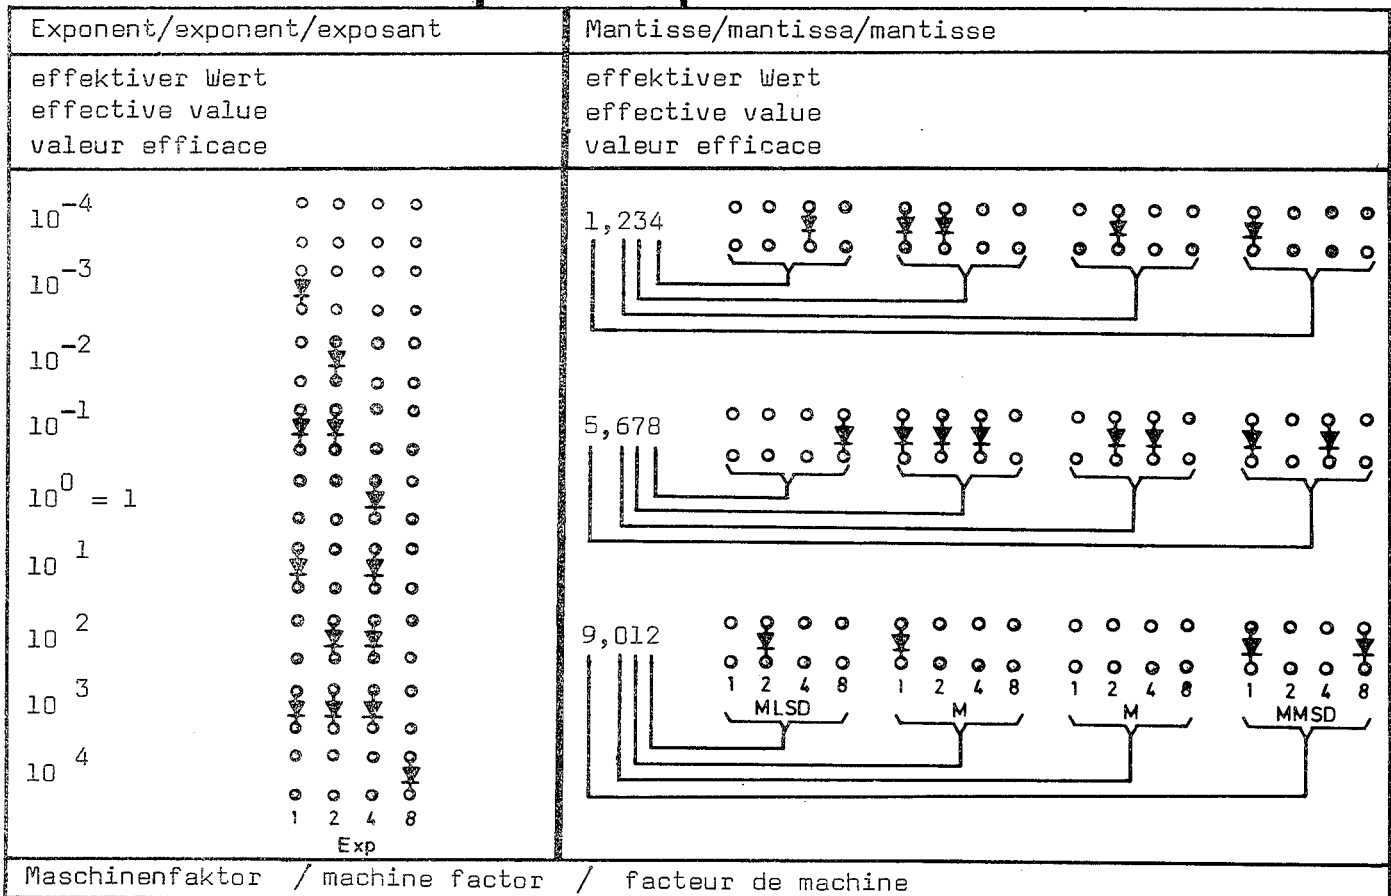 Exponent/exponent/exposant
effektiver Wert
effective value
valeur efficace
10-4
10-3
10-2
10-1
10 0 = 1
10 1
10 2
10 3
10 4
1 2 4 8
Exp
Mantisse/mantissa/mantisse
effektiver Wert
effective value
valeur efficace
1,234
5,678
9,012
1 2 4 8 1 2 4 8 1 2 4 8 1 2 4 8
MLSD M M MMSD
Maschinenfaktor / machine factor / facteur de machine